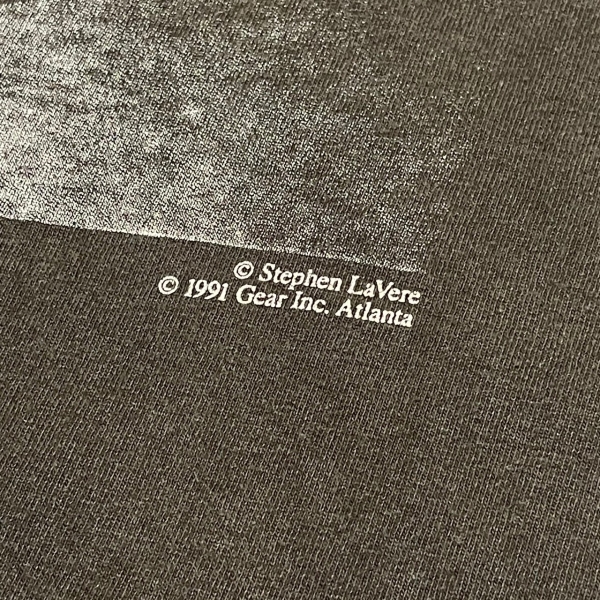 © Stephen LaVere
© 1991 Gear Inc. Atlanta